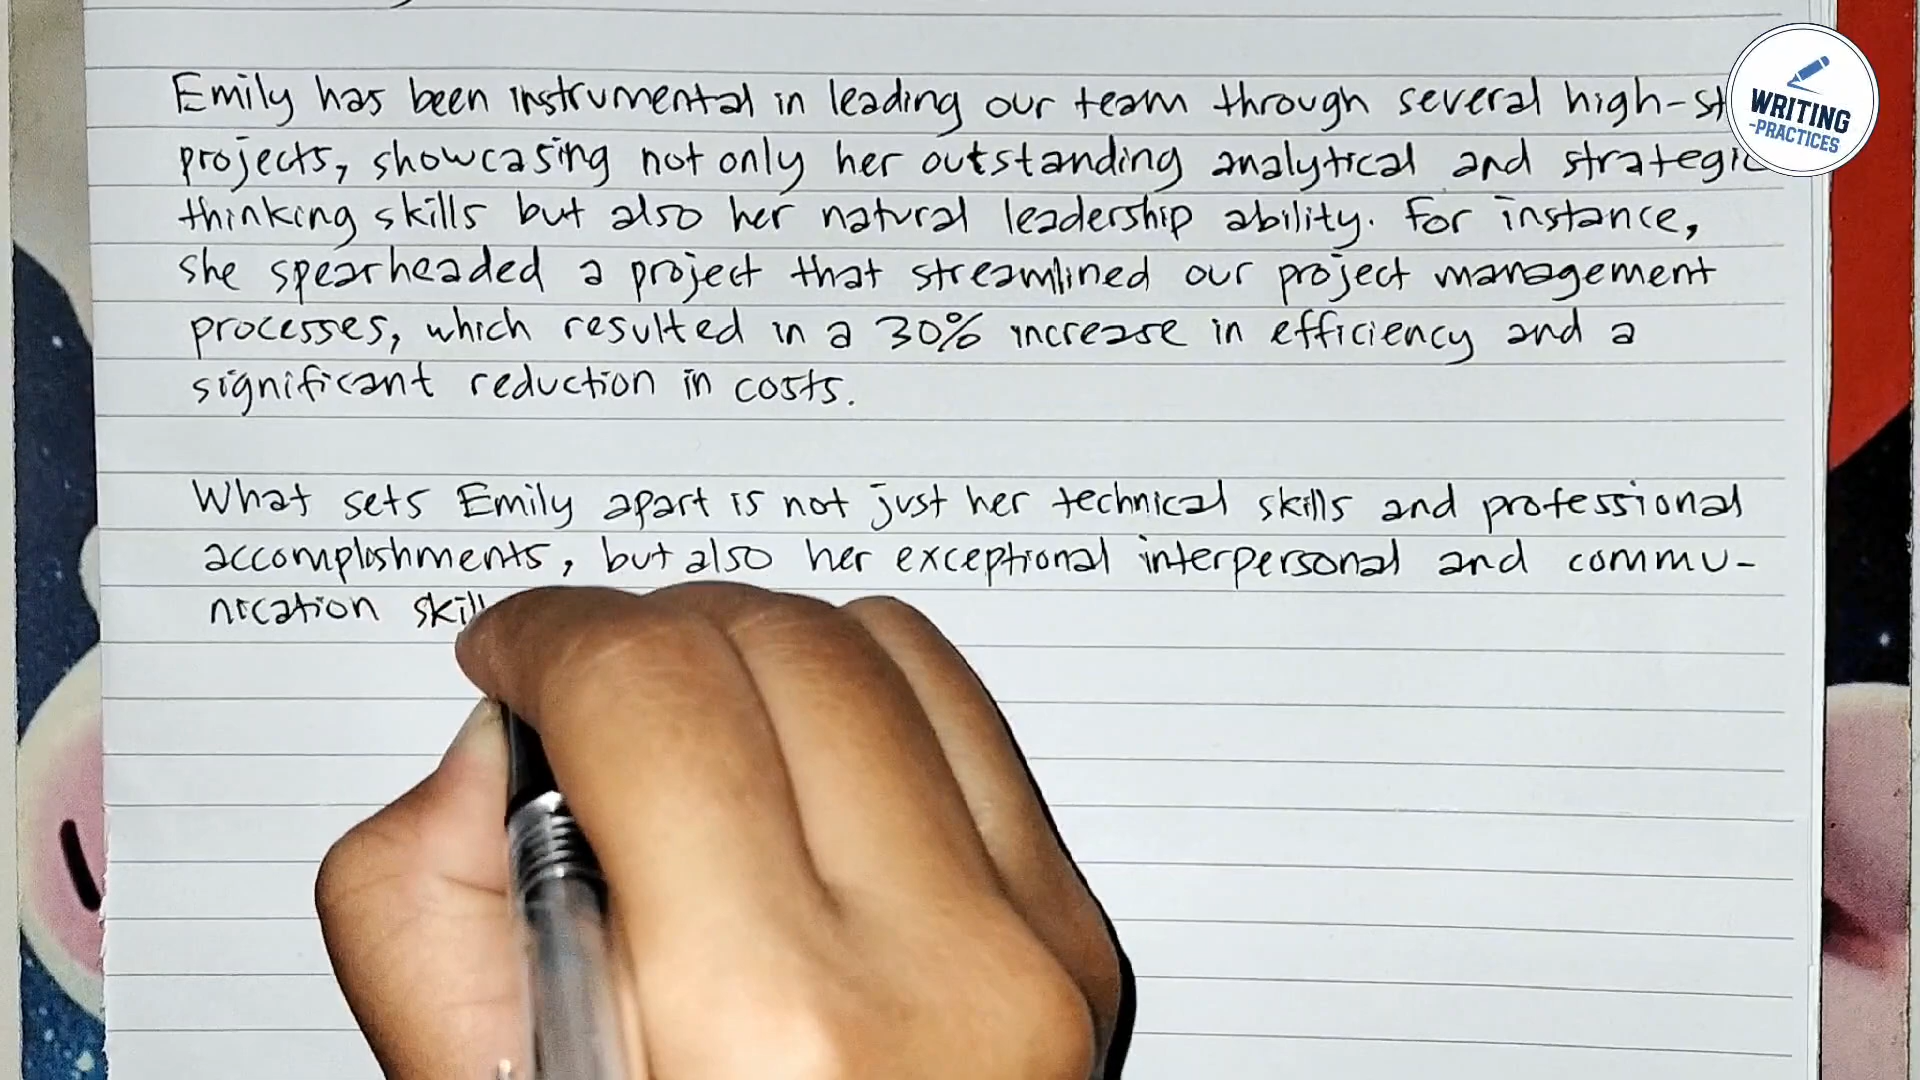 Emily has been instrumental in leading our team through several high-st
projects, showcasing not only her outstanding analytical and strategic
thinking skills but also her natural leadership ability. For instance,
she spearheaded a project that streamlined our project management
processes, which resulted in a 30% increase in efficiency and a
significant reduction in costs.
What sets Emily apart is not just her technical skills and professional
accomplishments, but also her exceptional interpersonal and commu-
nication skill
WRITING
-PRACTICES